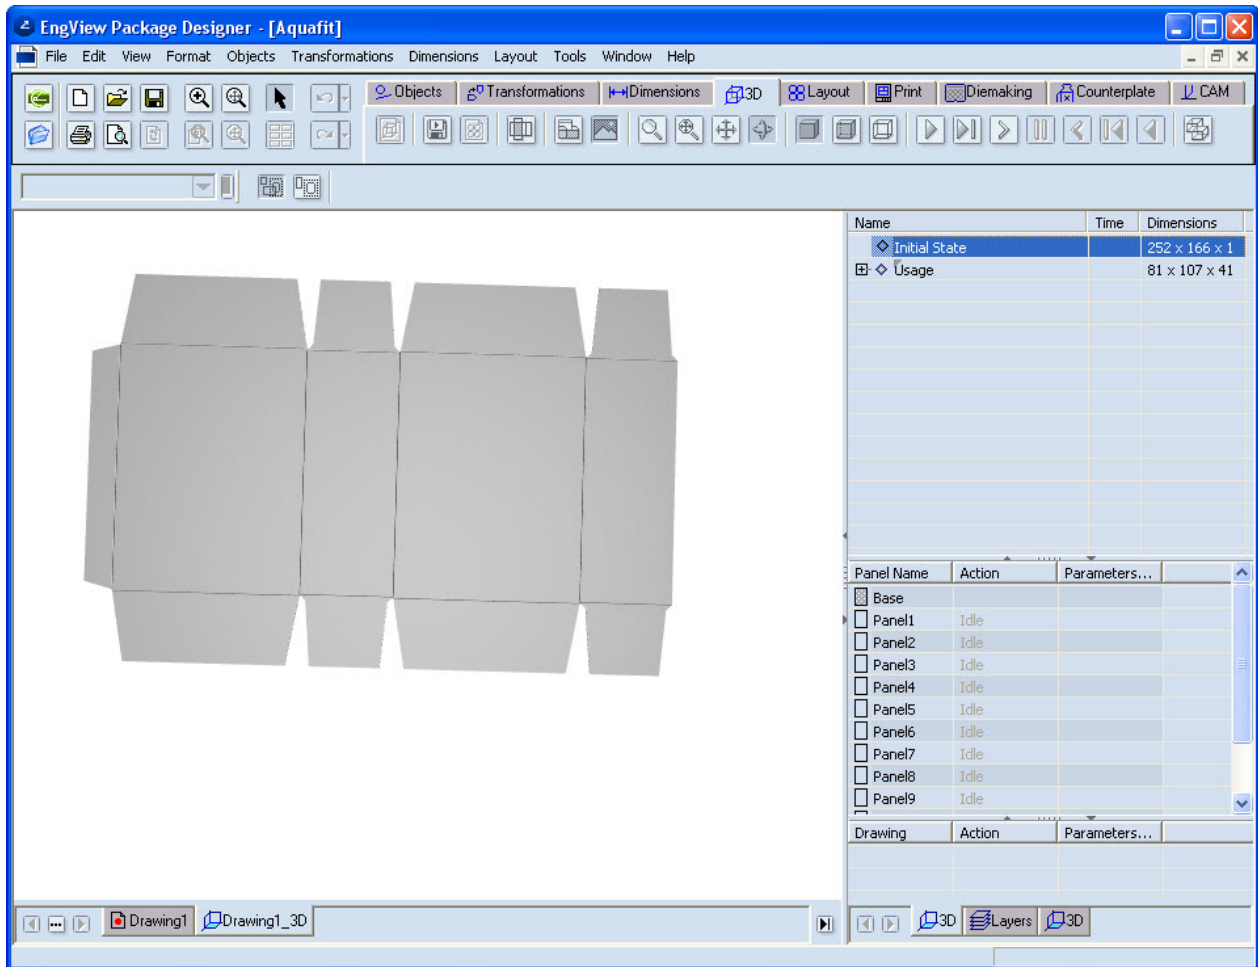 EngView Package Designer - [Aquafit]
File Edit View Format Objects Transformations Dimensions Layout Tools Window Help
Objects Transformations Dimensions 3D Layout Print Diemaking Counterplate CAM
Name Time Dimensions
Initial State 252 x 166 x 1
Usage 81 x 107 x 41
Panel Name Action Parameters...
Base
Panel1 Idle
Panel2 Idle
Panel3 Idle
Panel4 Idle
Panel5 Idle
Panel6 Idle
Panel7 Idle
Panel8 Idle
Panel9 Idle
Drawing Action Parameters...
Drawing1 Drawing1_3D 3D Layers 3D